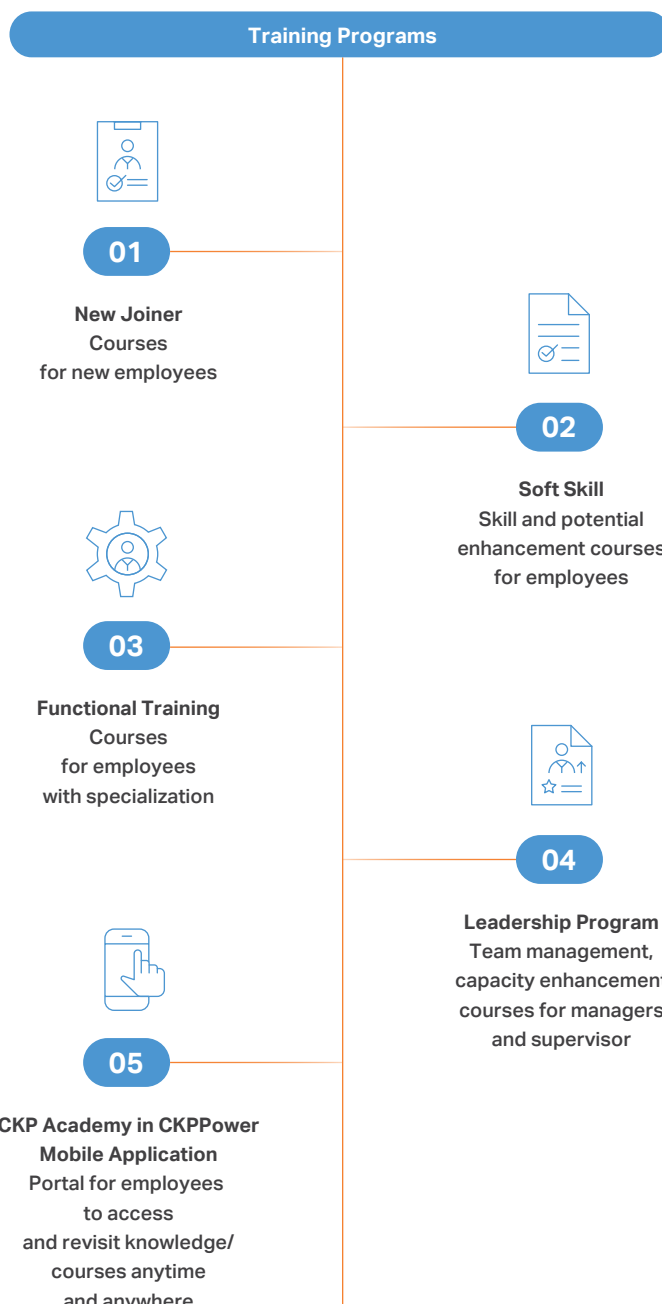 Training Programs
01
New Joiner
Courses
for new employees
02
Soft Skill
Skill and potential
enhancement courses
for employees
03
Functional Training
Courses
for employees
with specialization
04
Leadership Program
Team management,
capacity enhancement
courses for managers
and supervisor
05
CKP Academy in CKPPower
Mobile Application
Portal for employees
to access
and revisit knowledge/
courses anytime
and anywhere